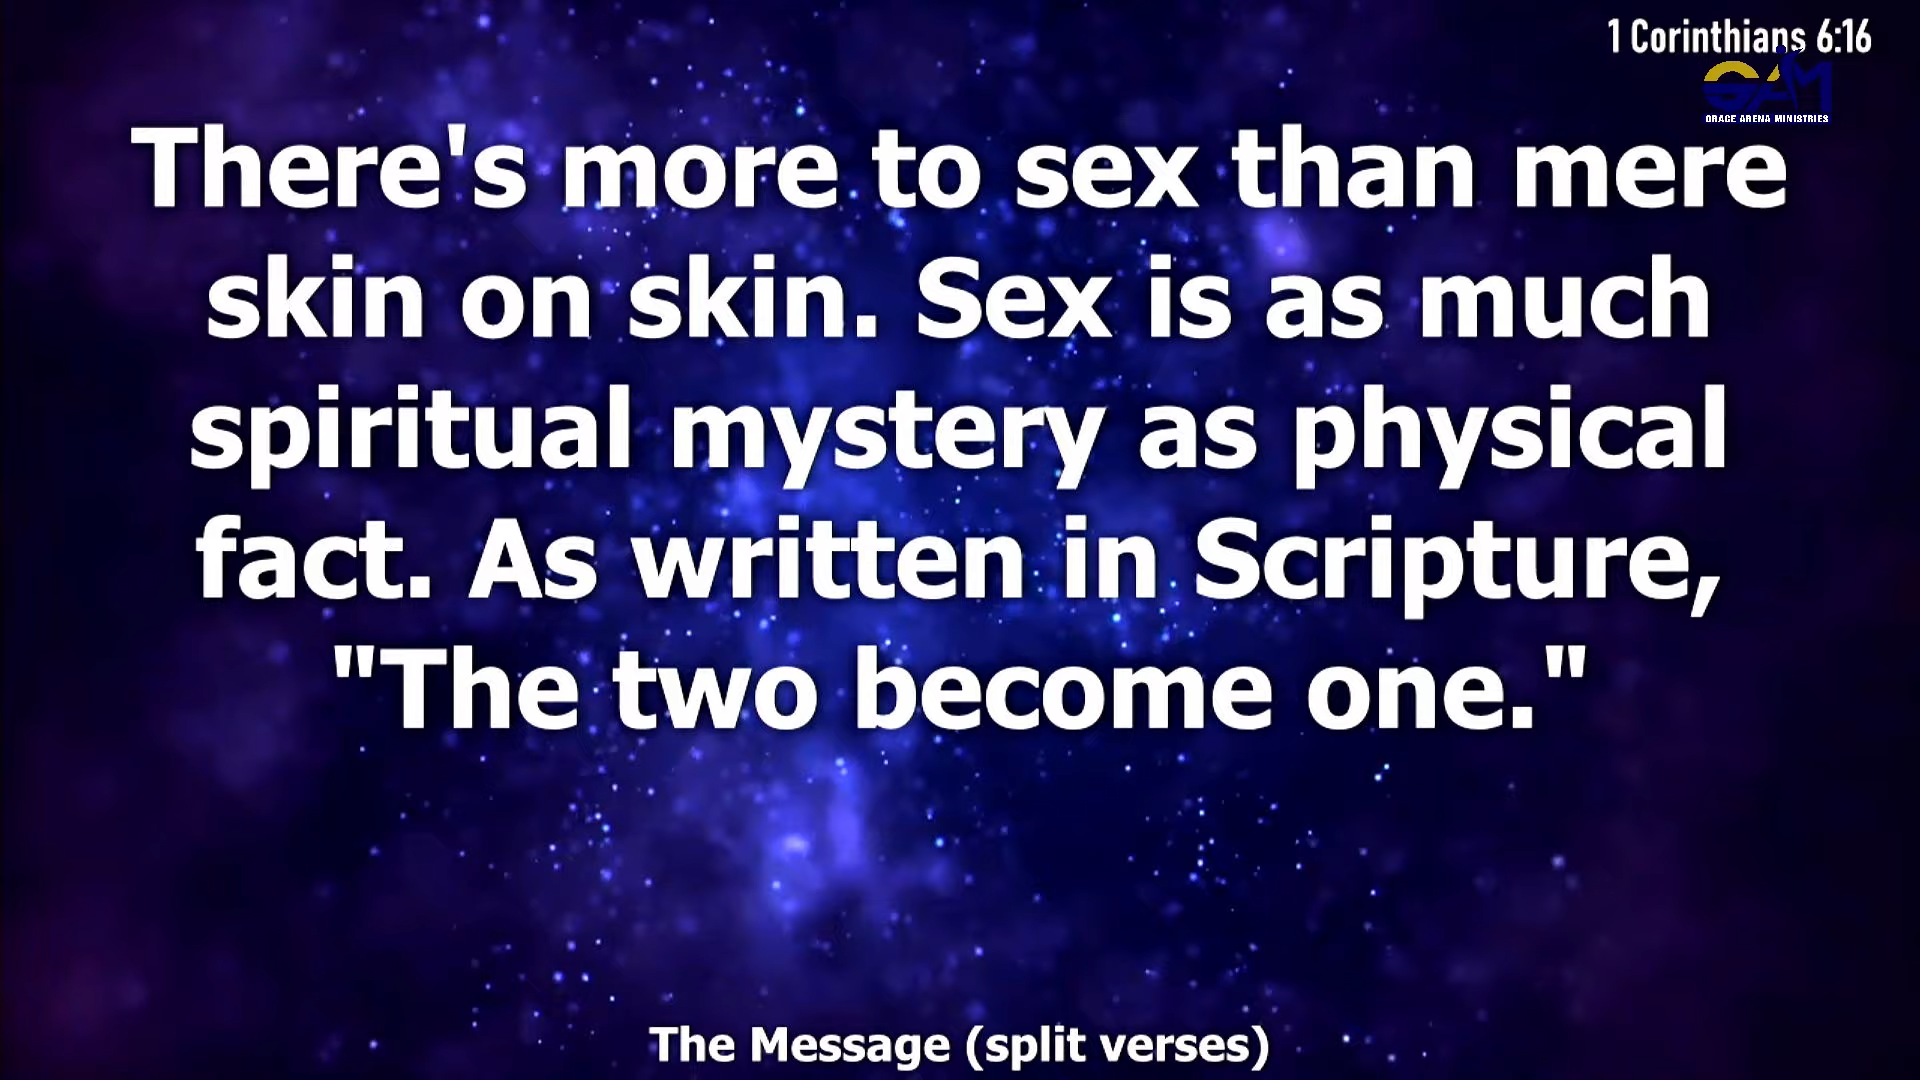 1 Corinthians 6:16
GAM
GRACE ARENA MINISTRIES
There's more to sex than mere
skin on skin. Sex is as much
spiritual mystery as physical
fact. As written in Scripture,
"The two become one."
The Message (split verses)